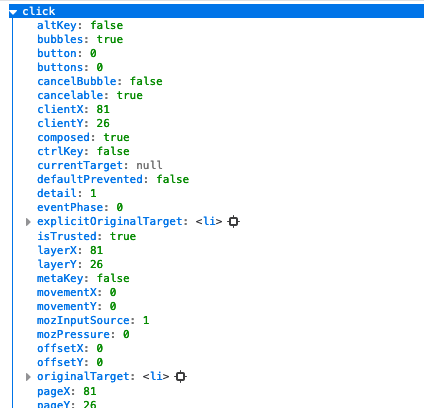 click
altKey: false
bubbles: true
button: 0
buttons: 0
cancelBubble: false
cancelable: true
clientX: 81
clientY: 26
composed: true
ctrlKey: false
currentTarget: null
defaultPrevented: false
detail: 1
eventPhase: 0
explicitOriginalTarget: <li>
isTrusted: true
layerX: 81
layerY: 26
metaKey: false
movementX: 0
movementY: 0
mozInputSource: 1
mozPressure: 0
offsetX: 0
offsetY: 0
originalTarget: <li>
pageX: 81
pageY: 26